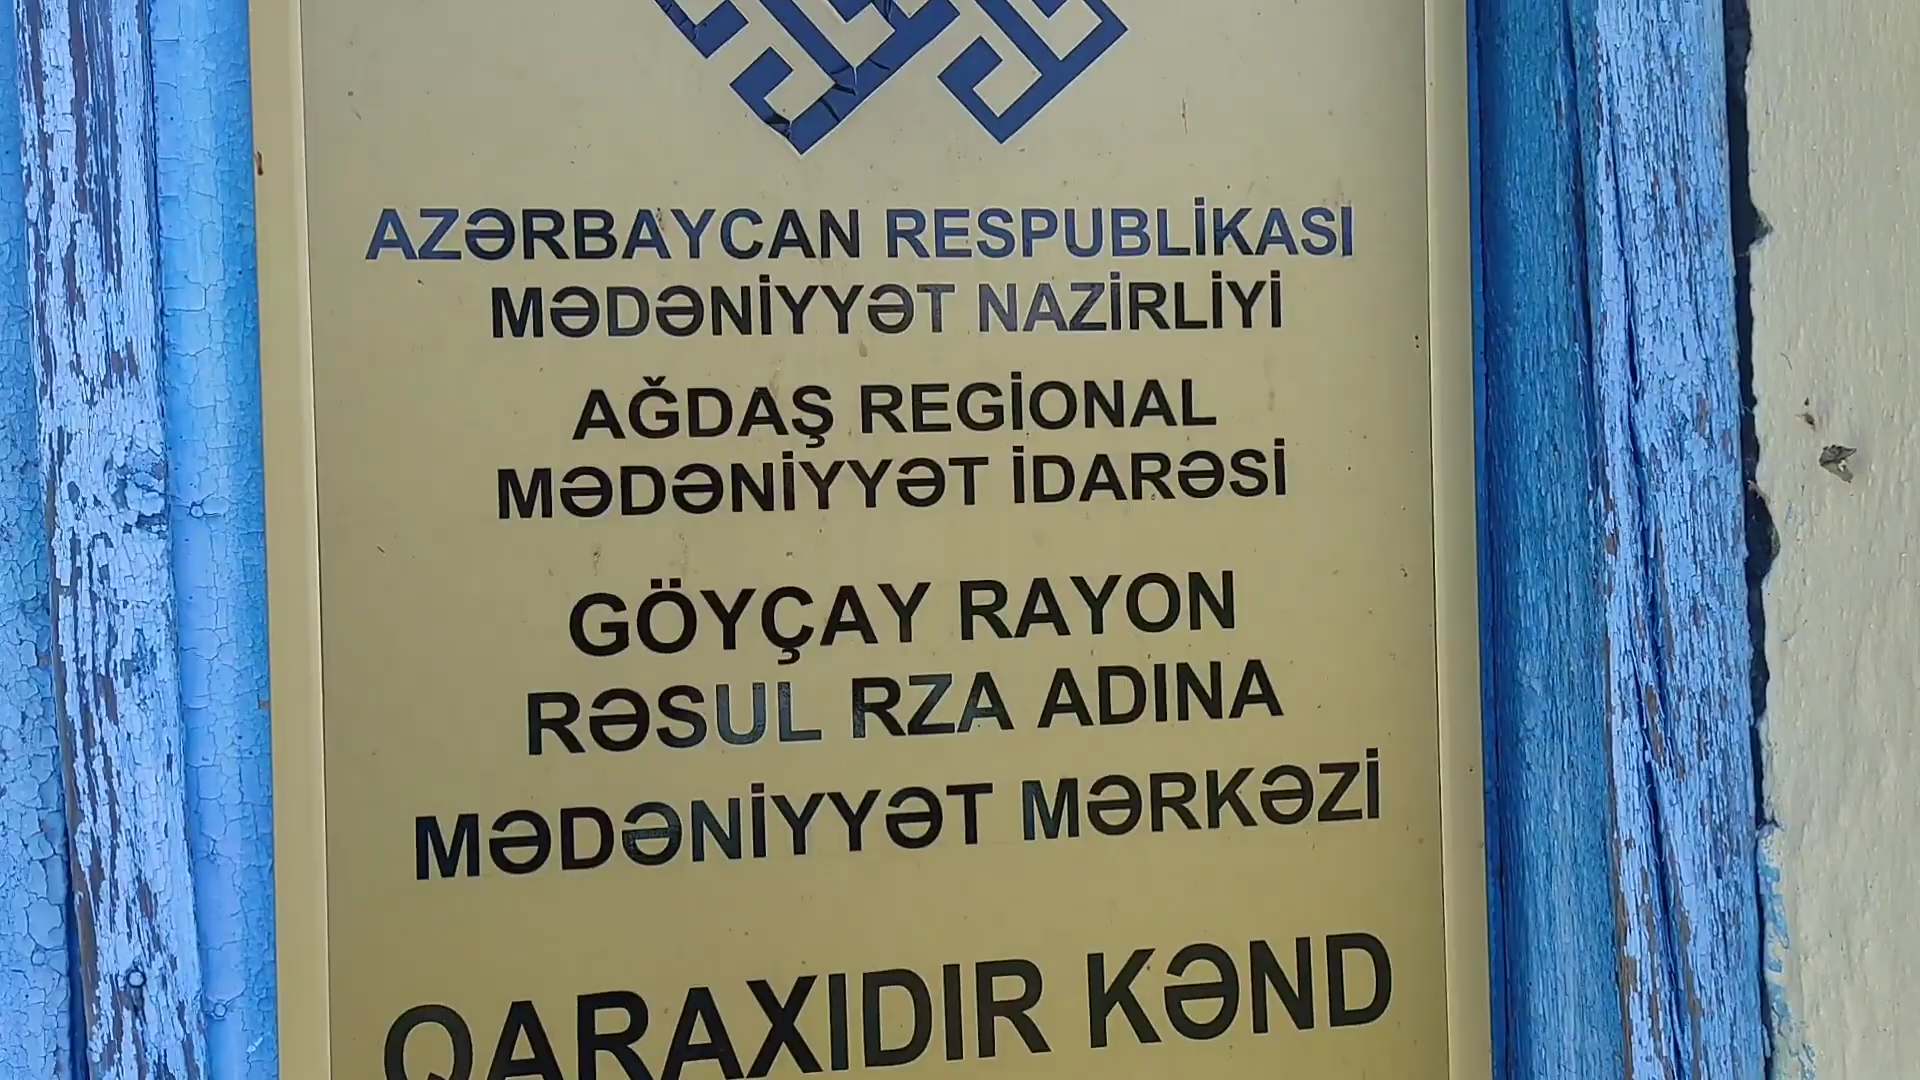 AZƏRBAYCAN RESPUBLİKASI
MƏDƏNİYYƏT NAZİRLİYİ
AĞDAŞ REGİONAL
MƏDƏNİYYƏT İDARƏSİ
GÖYÇAY RAYON
RƏSUL RZA ADINA
MƏDƏNİYYƏT MƏRKƏZİ
QARAXIDIR KƏND